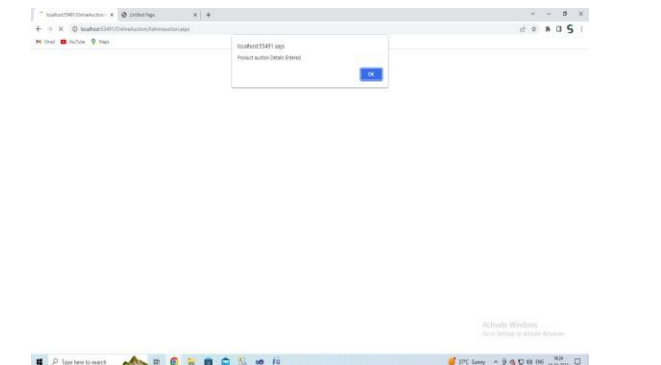 localhost:55491/OnlineAuction × Untitled Page ×
localhost:55491/OnlineAuction/Adminauction.aspx
Gmail YouTube Maps
localhost:55491 says
Product auction Details Entered
OK
Activate Windows
Go to Settings to activate Windows.
Type here to search
37°C Sunny ENG